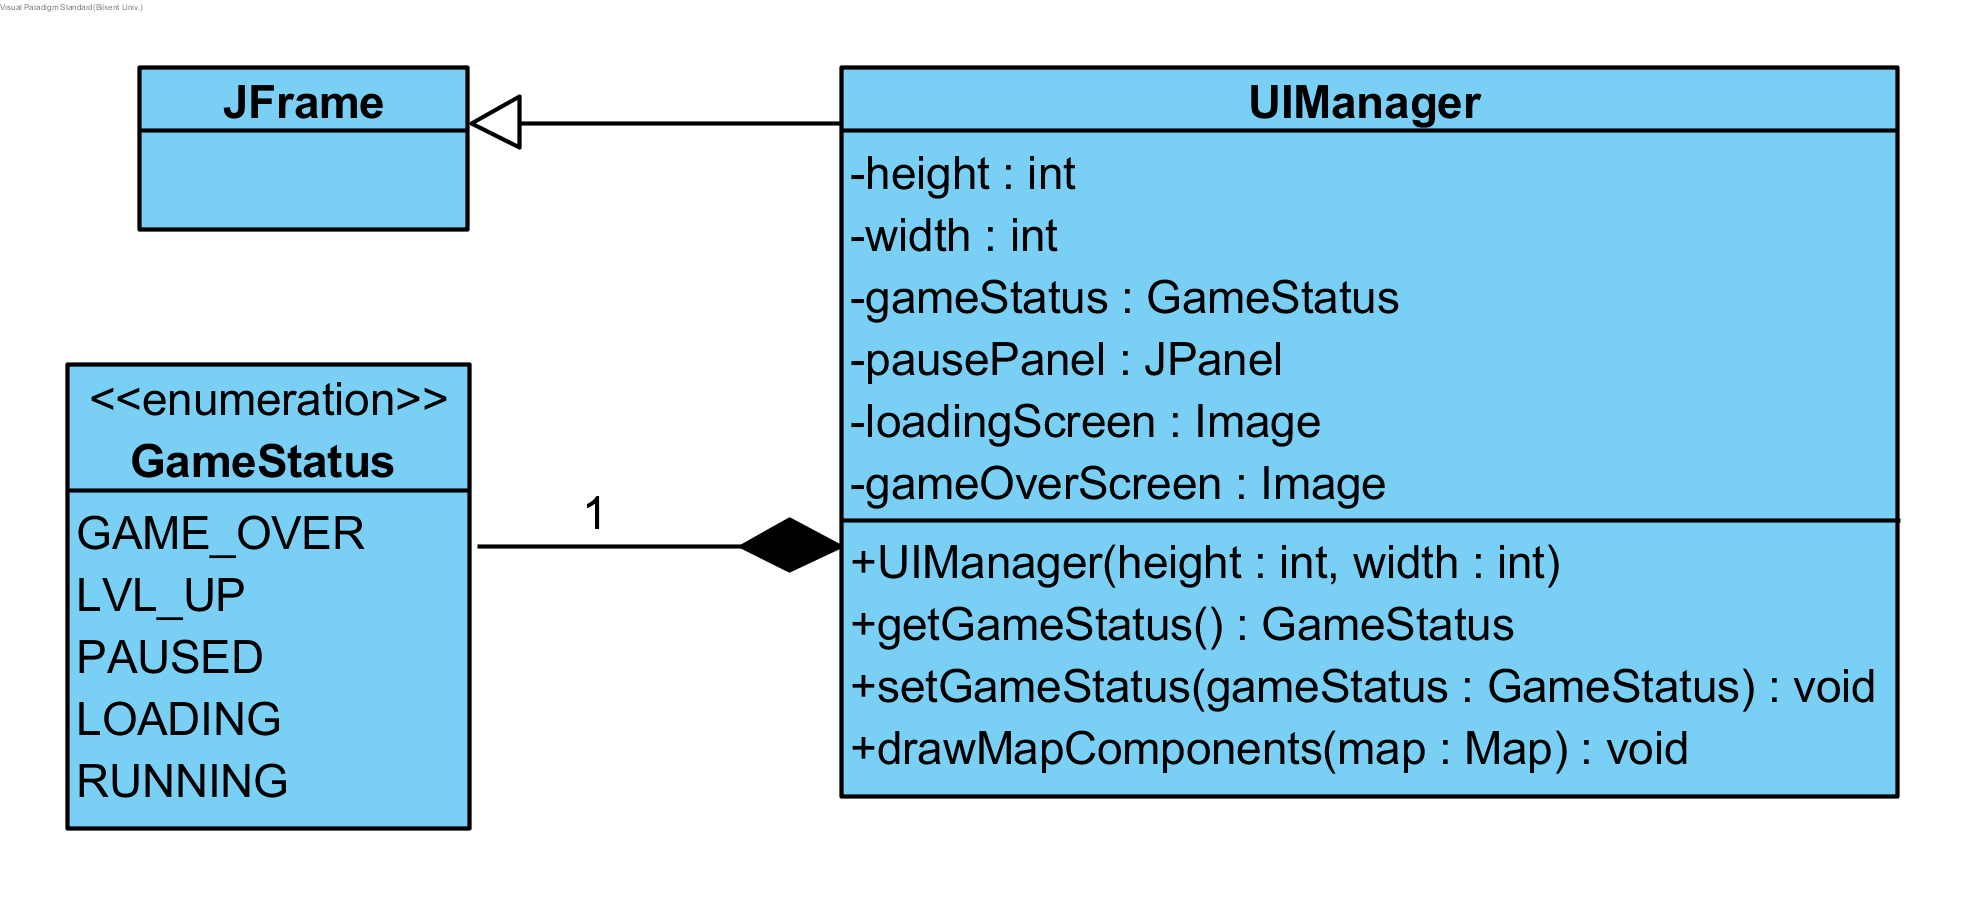 Visual Paradigm Standard(Bilkent Univ.)
JFrame
UIManager
-height : int
-width : int
-gameStatus : GameStatus
-pausePanel : JPanel
-loadingScreen : Image
-gameOverScreen : Image
+UIManager(height : int, width : int)
+getGameStatus() : GameStatus
+setGameStatus(gameStatus : GameStatus) : void
+drawMapComponents(map : Map) : void
<<enumeration>>
GameStatus
GAME_OVER
LVL_UP
PAUSED
LOADING
RUNNING
1